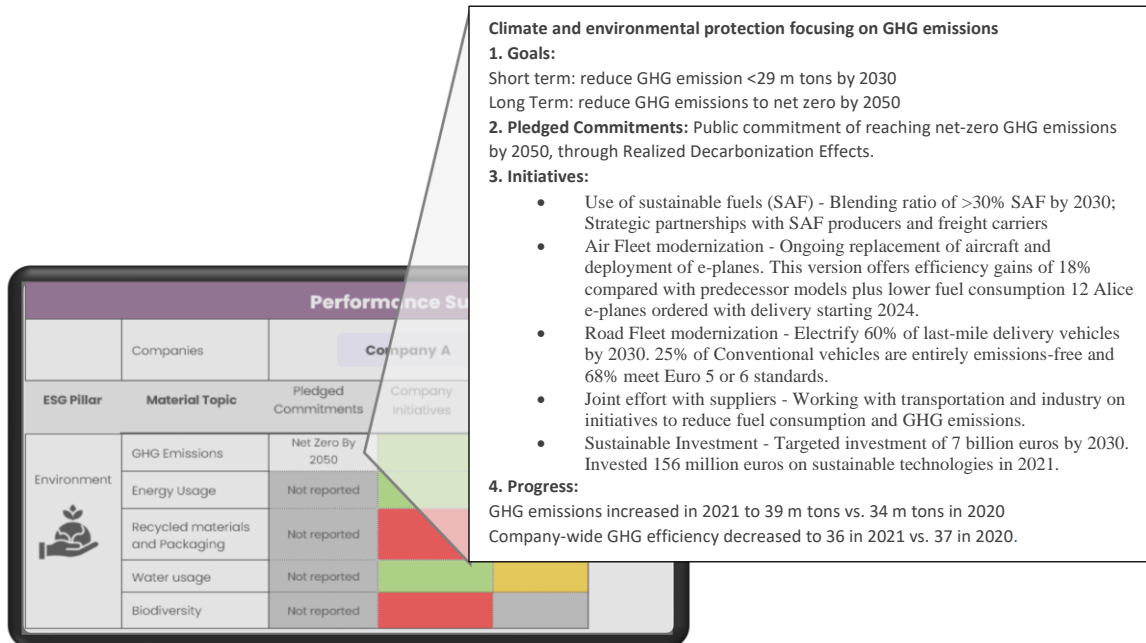 Climate and environmental protection focusing on GHG emissions
1. Goals:
Short term: reduce GHG emission <29 m tons by 2030
Long Term: reduce GHG emissions to net zero by 2050
2. Pledged Commitments: Public commitment of reaching net-zero GHG emissions
by 2050, through Realized Decarbonization Effects.
3. Initiatives:
• Use of sustainable fuels (SAF) - Blending ratio of >30% SAF by 2030;
Strategic partnerships with SAF producers and freight carriers
• Air Fleet modernization - Ongoing replacement of aircraft and
deployment of e-planes. This version offers efficiency gains of 18%
compared with predecessor models plus lower fuel consumption 12 Alice
e-planes ordered with delivery starting 2024.
• Road Fleet modernization - Electrify 60% of last-mile delivery vehicles
by 2030. 25% of Conventional vehicles are entirely emissions-free and
68% meet Euro 5 or 6 standards.
• Joint effort with suppliers - Working with transportation and industry on
initiatives to reduce fuel consumption and GHG emissions.
• Sustainable Investment - Targeted investment of 7 billion euros by 2030.
Invested 156 million euros on sustainable technologies in 2021.
4. Progress:
GHG emissions increased in 2021 to 39 m tons vs. 34 m tons in 2020
Company-wide GHG efficiency decreased to 36 in 2021 vs. 37 in 2020.
Performance
Companies
Company A
ESG Pillar
Material Topic
Pledged
Commitments
Company
Initiatives
Environment
GHG Emissions
Net Zero By
2050
Energy Usage
Not reported
Recycled materials
and Packaging
Not reported
Water usage
Not reported
Biodiversity
Not reported